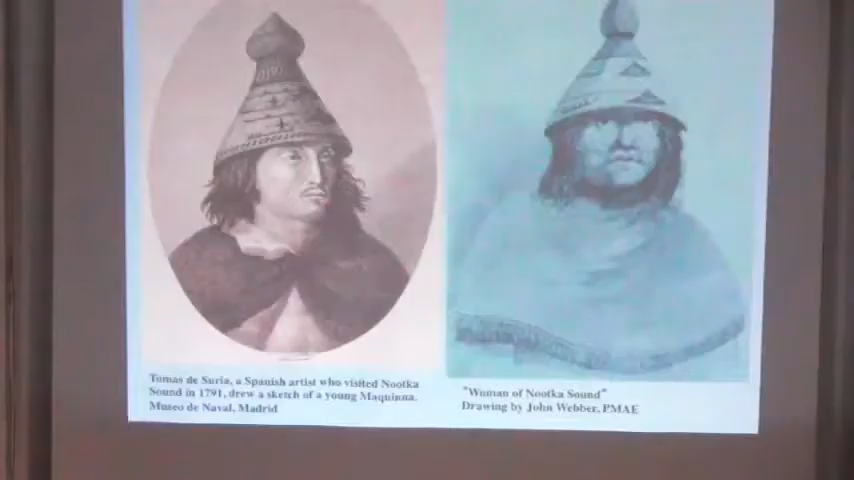 Tomas de Suria, a Spanish artist who visited Nootka
Sound in 1791, drew a sketch of a young Maquinna.
Museo de Naval, Madrid
"Woman of Nootka Sound"
Drawing by John Webber, PMAE